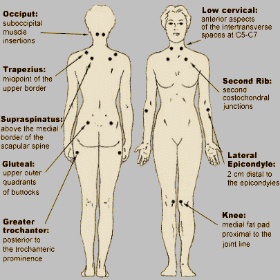 Occiput:
suboccipital
muscle
insertions
Trapezius:
midpoint of the
upper border
Supraspinatus:
above the medial
border of the
scapular spine
Gluteal:
upper outer
quadrants
of buttocks
Greater
trochanter:
posterior to
the trochanteric
prominence
Low cervical:
anterior aspects
of the intertransverse
spaces at C5-C7
Second Rib:
second
costochondral
junctions
Lateral
Epicondyle:
2 cm distal to
the epicondyles
Knee:
medial fat pad
proximal to the
joint line